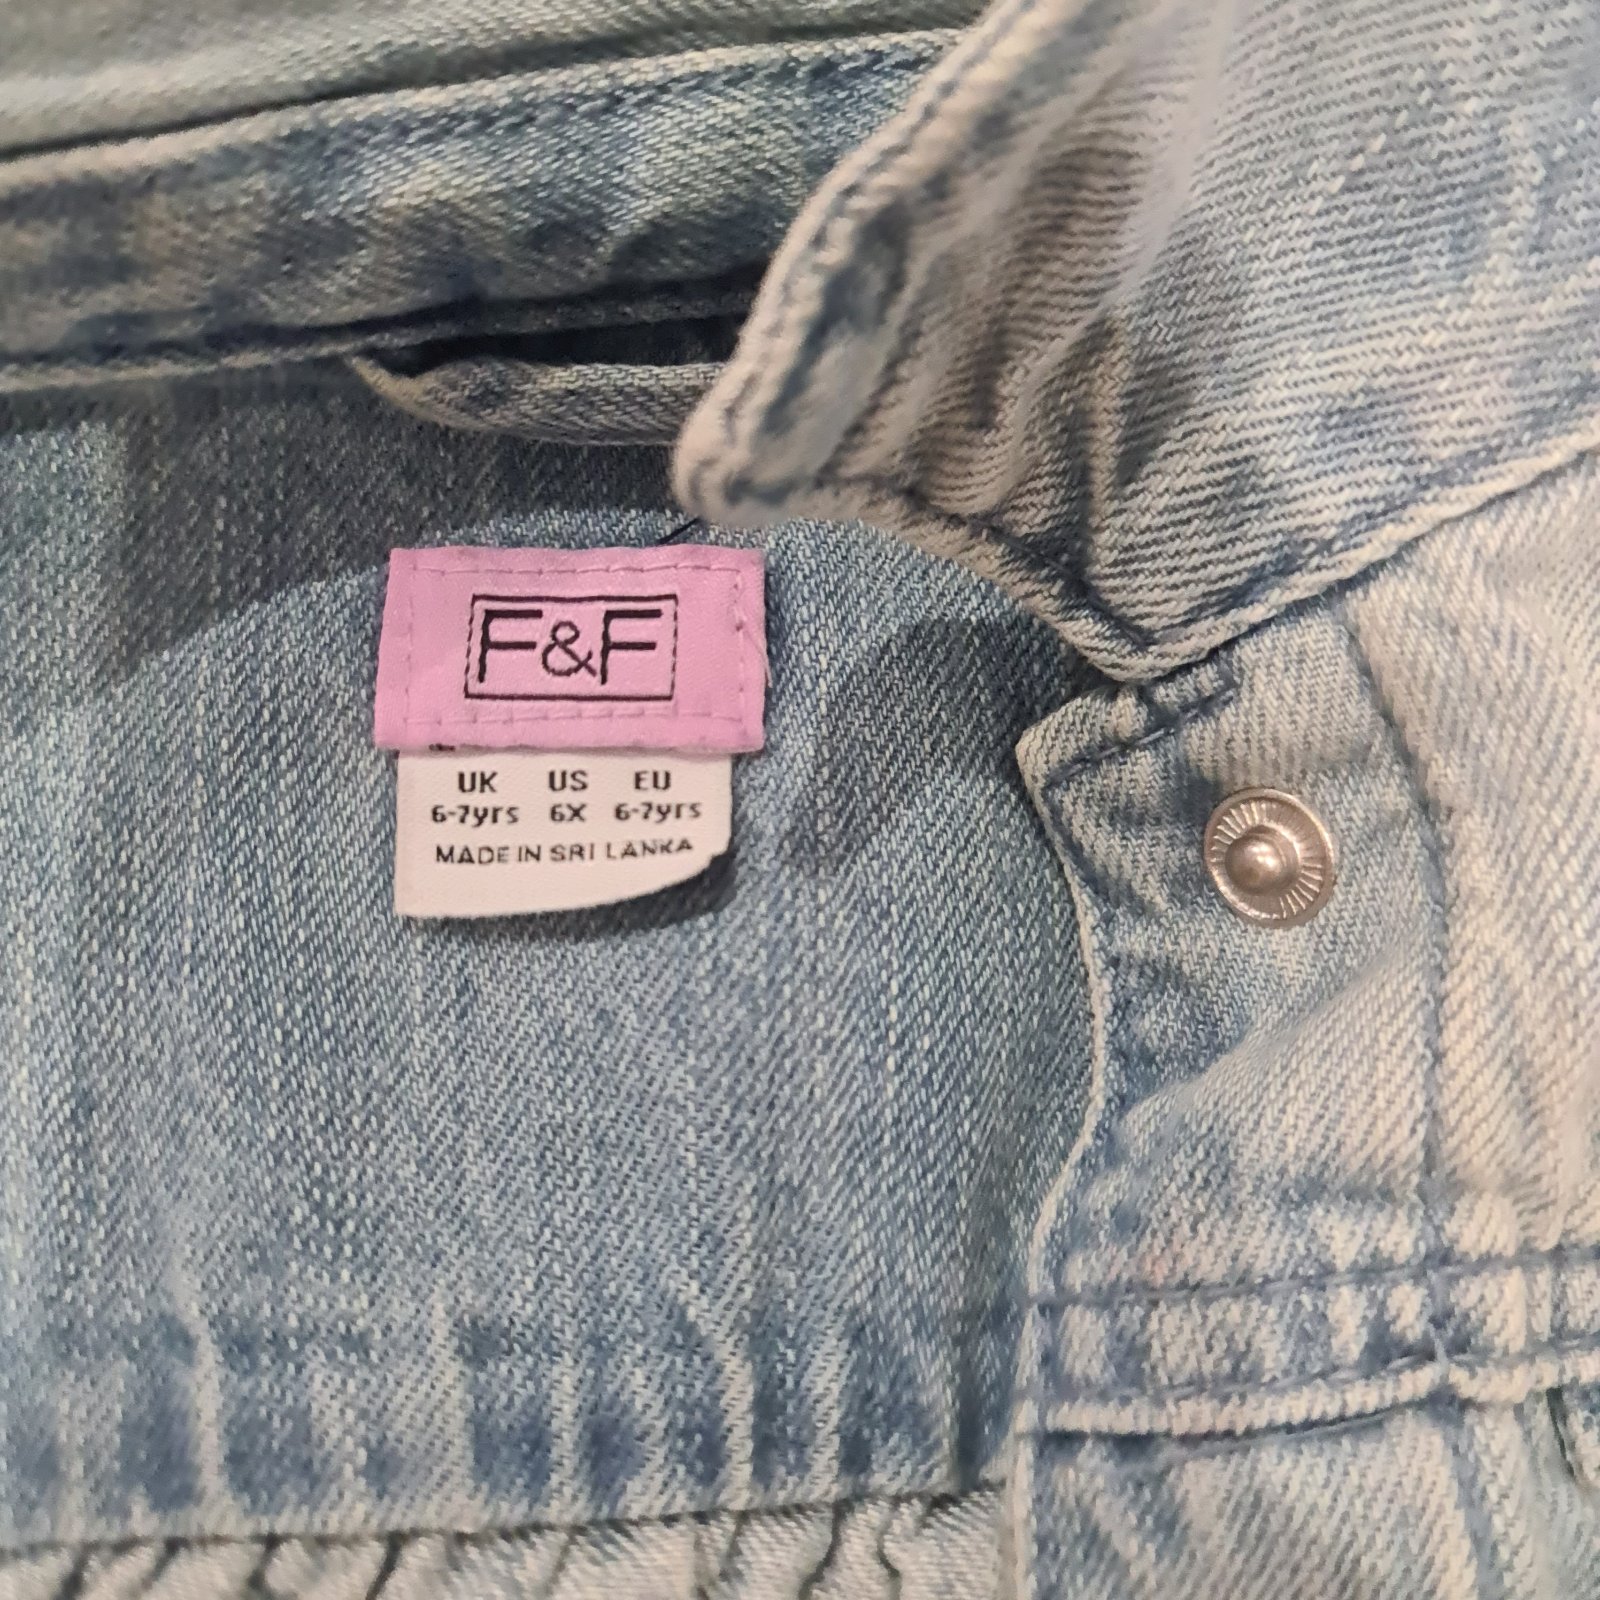 F&F
UK US EU
6-7yrs 6X 6-7yrs
MADE IN SRI LANKA